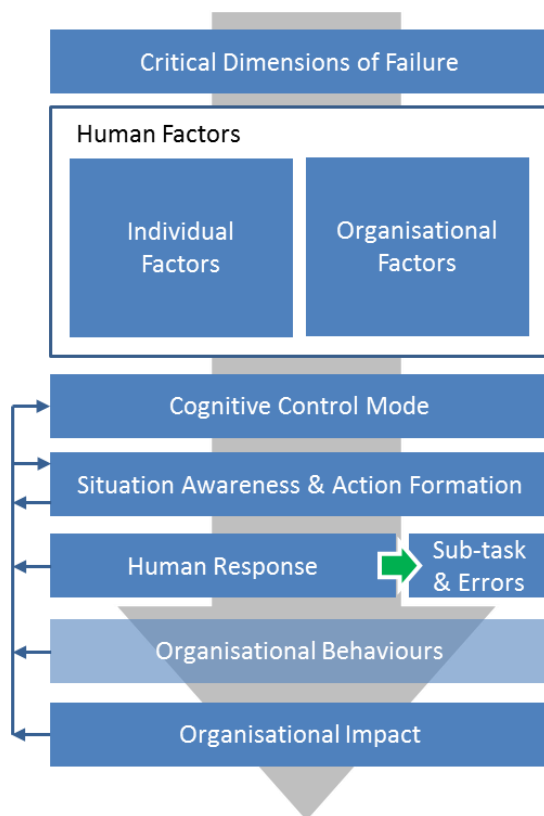 Critical Dimensions of Failure
Human Factors
Individual
Factors
Organisational
Factors
Cognitive Control Mode
Situation Awareness & Action Formation
Human Response
Sub-task
& Errors
Organisational Behaviours
Organisational Impact